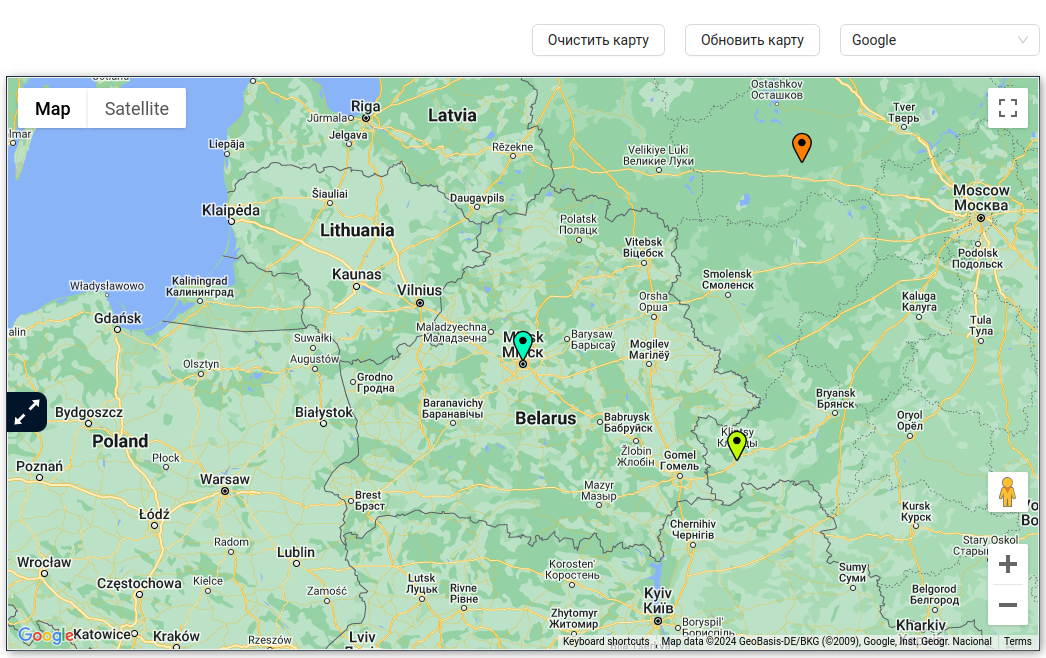 Очистить карту
Обновить карту
Google
Map
Satellite
Ostashkov
Осташков
Tver
Тверь
Riga
Jūrmala
Latvia
Jelgava
Liepāja
Rēzekne
Velikiye Luki
Великие Луки
Moscow
Москва
Šiauliai
Daugavpils
Klaipėda
Polatsk
Полацк
Lithuania
Vitebsk
Віцебск
Podolsk
Подольск
Kaunas
Smolensk
Смоленск
Kaliningrad
Калининград
Władysławowo
Vilnius
Orsha
Орша
Kaluga
Калуга
Gdańsk
Tula
Тула
Maladzyechna
Маладзечна
Barysaw
Барысаў
Suwałki
Mogilev
Магілёў
Augustów
Olsztyn
Grodno
Гродна
Bryansk
Брянск
Baranavichy
Баранавічы
Białystok
Bydgoszcz
Belarus
Babruysk
Бабруйск
Oryol
Орёл
Poland
Žlobin
Жлобін
Gomel
Гомель
Płock
Poznań
Warsaw
Mazyr
Мазыр
Brest
Брэст
Kursk
Курск
Łódź
Chernihiv
Чернігів
Radom
Stary Oskol
Lublin
Wrocław
Korosten'
Коростень
Sumy
Суми
Częstochowa
Kielce
Lutsk
Луцьк
Rivne
Рівне
Zamość
Belgorod
Белгород
Kyiv
Київ
Zhytomyr
Житомир
Boryspil'
Бориспіль
Kharkiv
Google
Katowice
Kraków
Rzeszów
Lviv
Keyboard shortcuts
Map data ©2024 GeoBasis-DE/BKG (©2009), Google, Inst. Geogr. Nacional
Terms